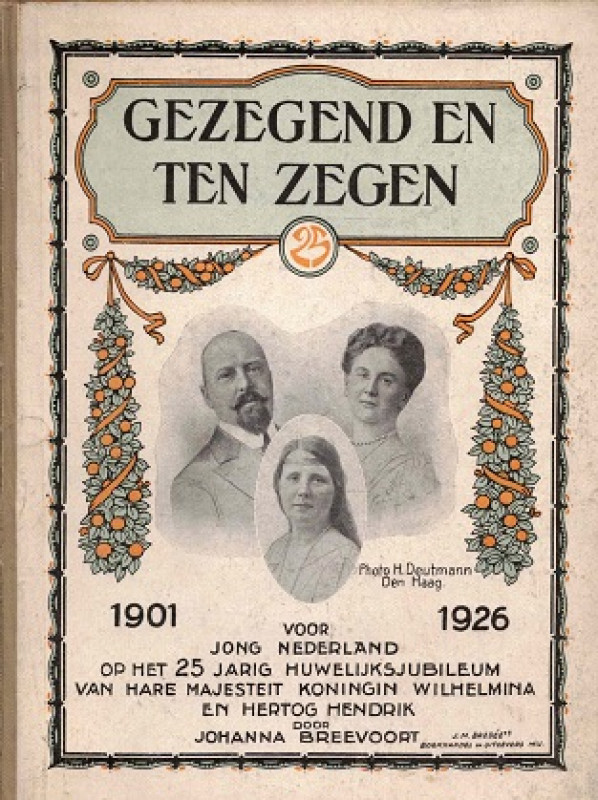 GEZEGEND EN
TEN ZEGEN
25
Photo H. Deutmann
Den Haag.
1901
1926
VOOR
JONG NEDERLAND
OP HET 25 JARIG HUWELIJKSJUBILEUM
VAN HARE MAJESTEIT KONINGIN WILHELMINA
EN HERTOG HENDRIK
DOOR
JOHANNA BREEVOORT
J.M.
BOEKHANDEL